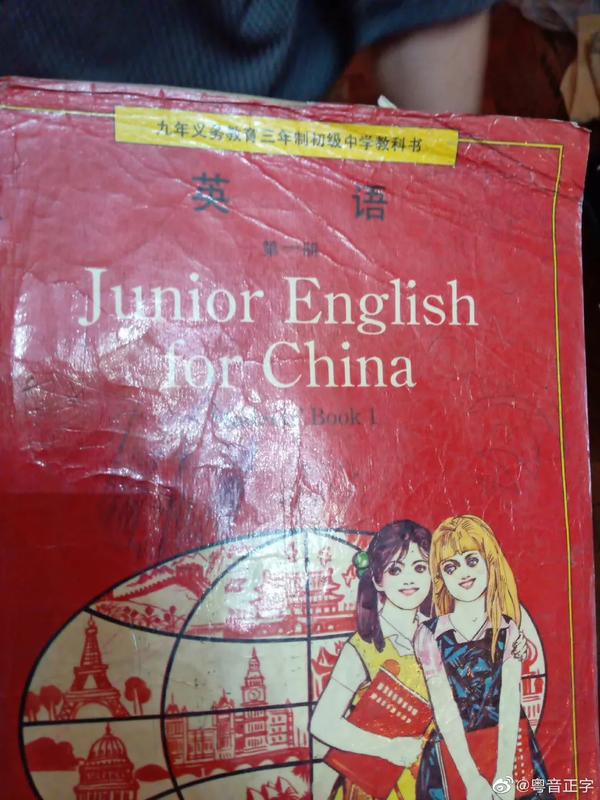 九年义务教育三年制初级中学教科书
英 语
第一册
Junior English
for China
Book 1
@粤音正字